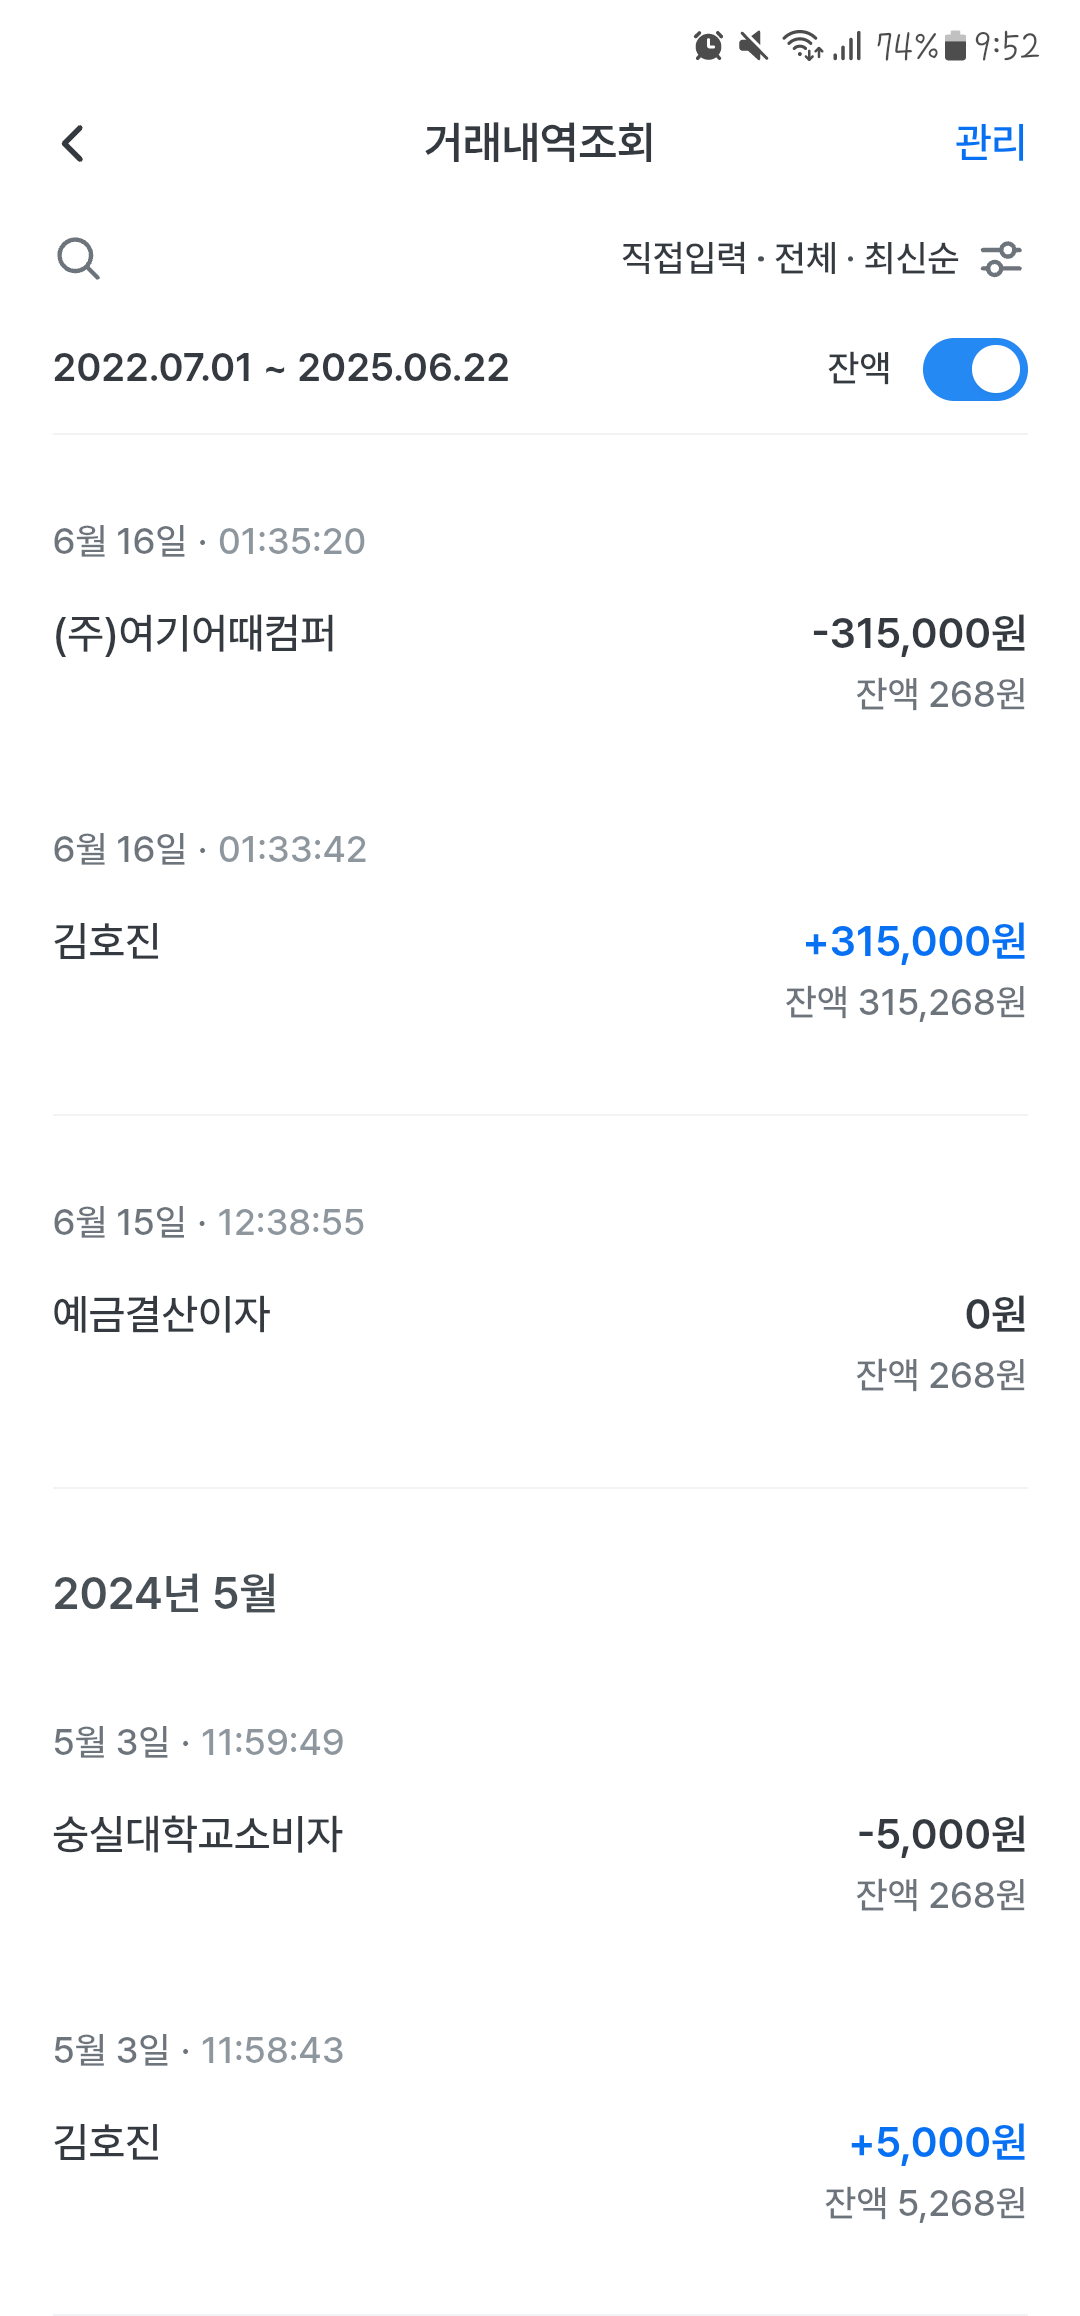 74% 9:52
거래내역조회 관리
직접입력 · 전체 · 최신순
2022.07.01 ~ 2025.06.22 잔액
6월 16일 · 01:35:20
(주)여기어때컴퍼 -315,000원
잔액 268원
6월 16일 · 01:33:42
김호진 +315,000원
잔액 315,268원
6월 15일 · 12:38:55
예금결산이자 0원
잔액 268원
2024년 5월
5월 3일 · 11:59:49
숭실대학교소비자 -5,000원
잔액 268원
5월 3일 · 11:58:43
김호진 +5,000원
잔액 5,268원